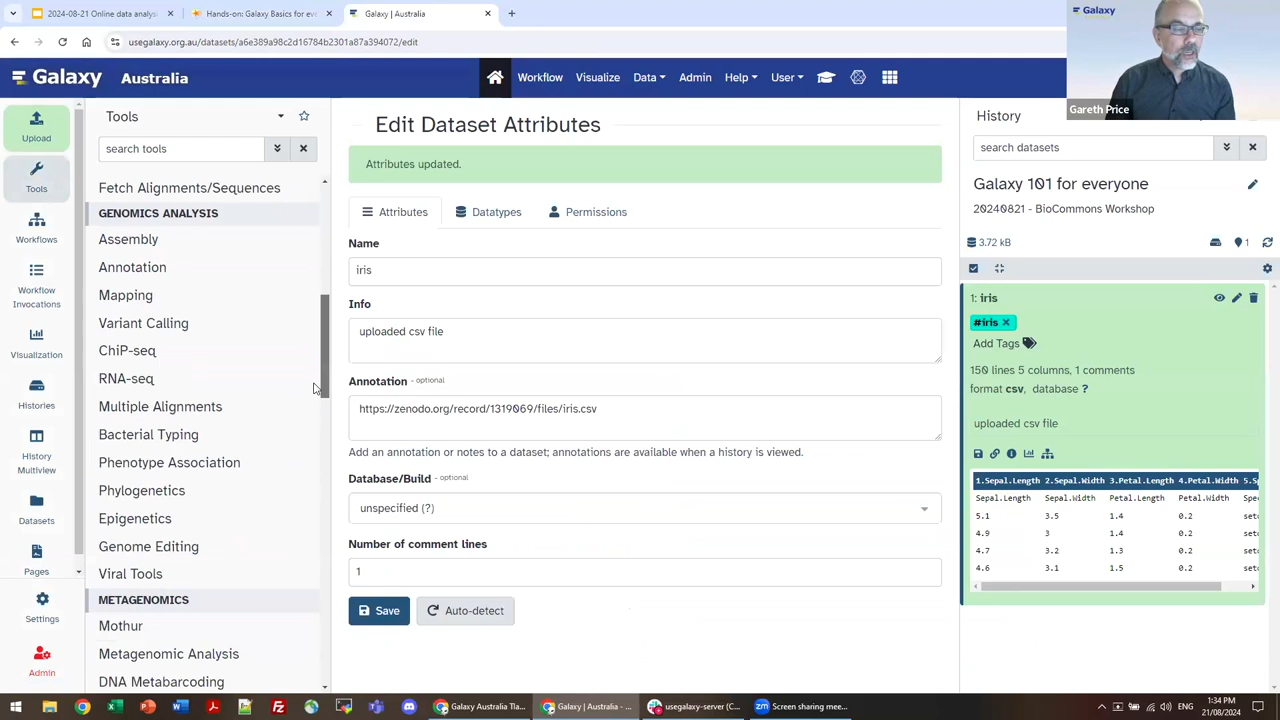 2024-08-21 Online data analysi
Hands-on: Galaxy Basics for ev
Galaxy | Australia
usegalaxy.org.au/datasets/a6e389a98c2d16784b2301a87a394072/edit
Galaxy Australia
Workflow Visualize Data Admin Help User
Galaxy
Gareth Price
Upload
Tools
Workflows
Workflow
Invocations
Visualization
Histories
History
Multiview
Datasets
Pages
Settings
Admin
Tools
search tools
Fetch Alignments/Sequences
GENOMICS ANALYSIS
Assembly
Annotation
Mapping
Variant Calling
ChiP-seq
RNA-seq
Multiple Alignments
Bacterial Typing
Phenotype Association
Phylogenetics
Epigenetics
Genome Editing
Viral Tools
METAGENOMICS
Mothur
Metagenomic Analysis
DNA Metabarcoding
Edit Dataset Attributes
Attributes updated.
Attributes Datatypes Permissions
Name
iris
Info
uploaded csv file
Annotation - optional
https://zenodo.org/record/1319069/files/iris.csv
Add an annotation or notes to a dataset; annotations are available when a history is viewed.
Database/Build - optional
unspecified (?)
Number of comment lines
1
Save Auto-detect
History
search datasets
Galaxy 101 for everyone
20240821 - BioCommons Workshop
3.72 kB 1
1: iris
#iris
Add Tags
150 lines 5 columns, 1 comments
format csv, database ?
uploaded csv file
1.Sepal.Length 2.Sepal.Width 3.Petal.Length 4.Petal.Width 5.S
Sepal.Length Sepal.Width Petal.Length Petal.Width Spe
5.1 3.5 1.4 0.2 set
4.9 3 1.4 0.2 set
4.7 3.2 1.3 0.2 set
4.6 3.1 1.5 0.2 set
Galaxy Australia Tla...
Galaxy | Australia - ...
usegalaxy-server (C...
Screen sharing mee...
ENG
1:34 PM
21/08/2024